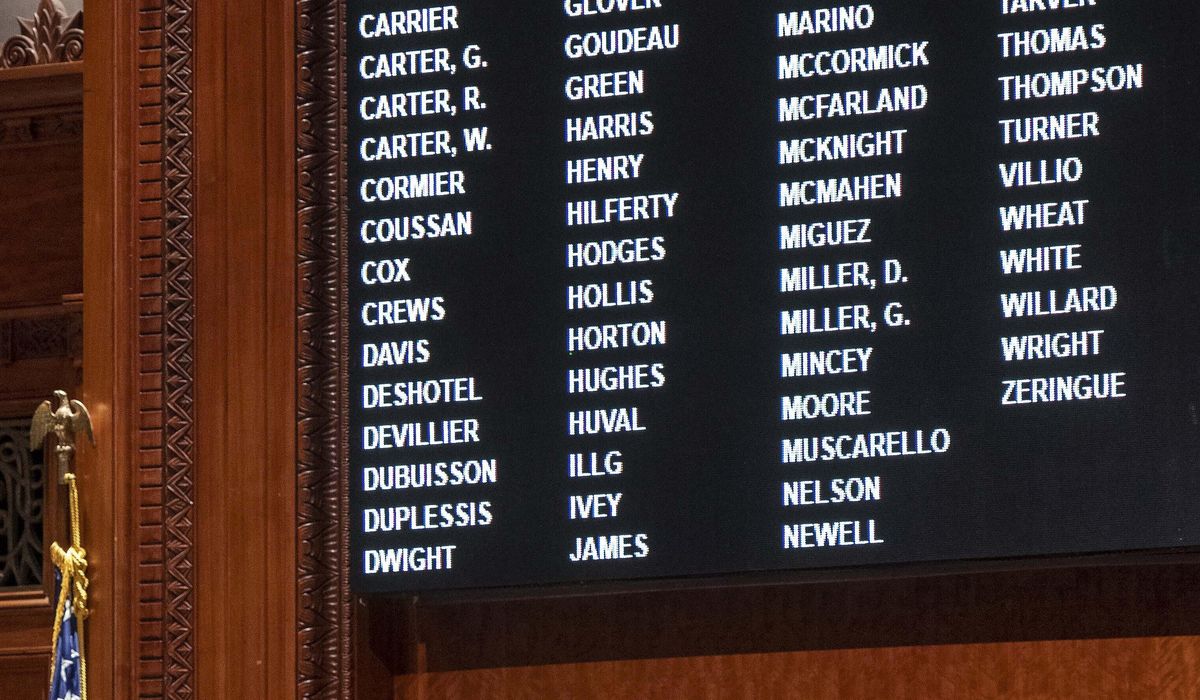 CARRIER
CARTER, G.
CARTER, R.
CARTER, W.
CORMIER
COUSSAN
COX
CREWS
DAVIS
DESHOTEL
DEVILLIER
DUBUISSON
DUPLESSIS
DWIGHT
GLOVER
GOUDEAU
GREEN
HARRIS
HENRY
HILFERTY
HODGES
HOLLIS
HORTON
HUGHES
HUVAL
ILLG
IVEY
JAMES
MARINO
MCCORMICK
MCFARLAND
MCKNIGHT
MCMAHEN
MIGUEZ
MILLER, D.
MILLER, G.
MINCEY
MOORE
MUSCARELLO
NELSON
NEWELL
TARVER
THOMAS
THOMPSON
TURNER
VILLIO
WHEAT
WHITE
WILLARD
WRIGHT
ZERINGUE